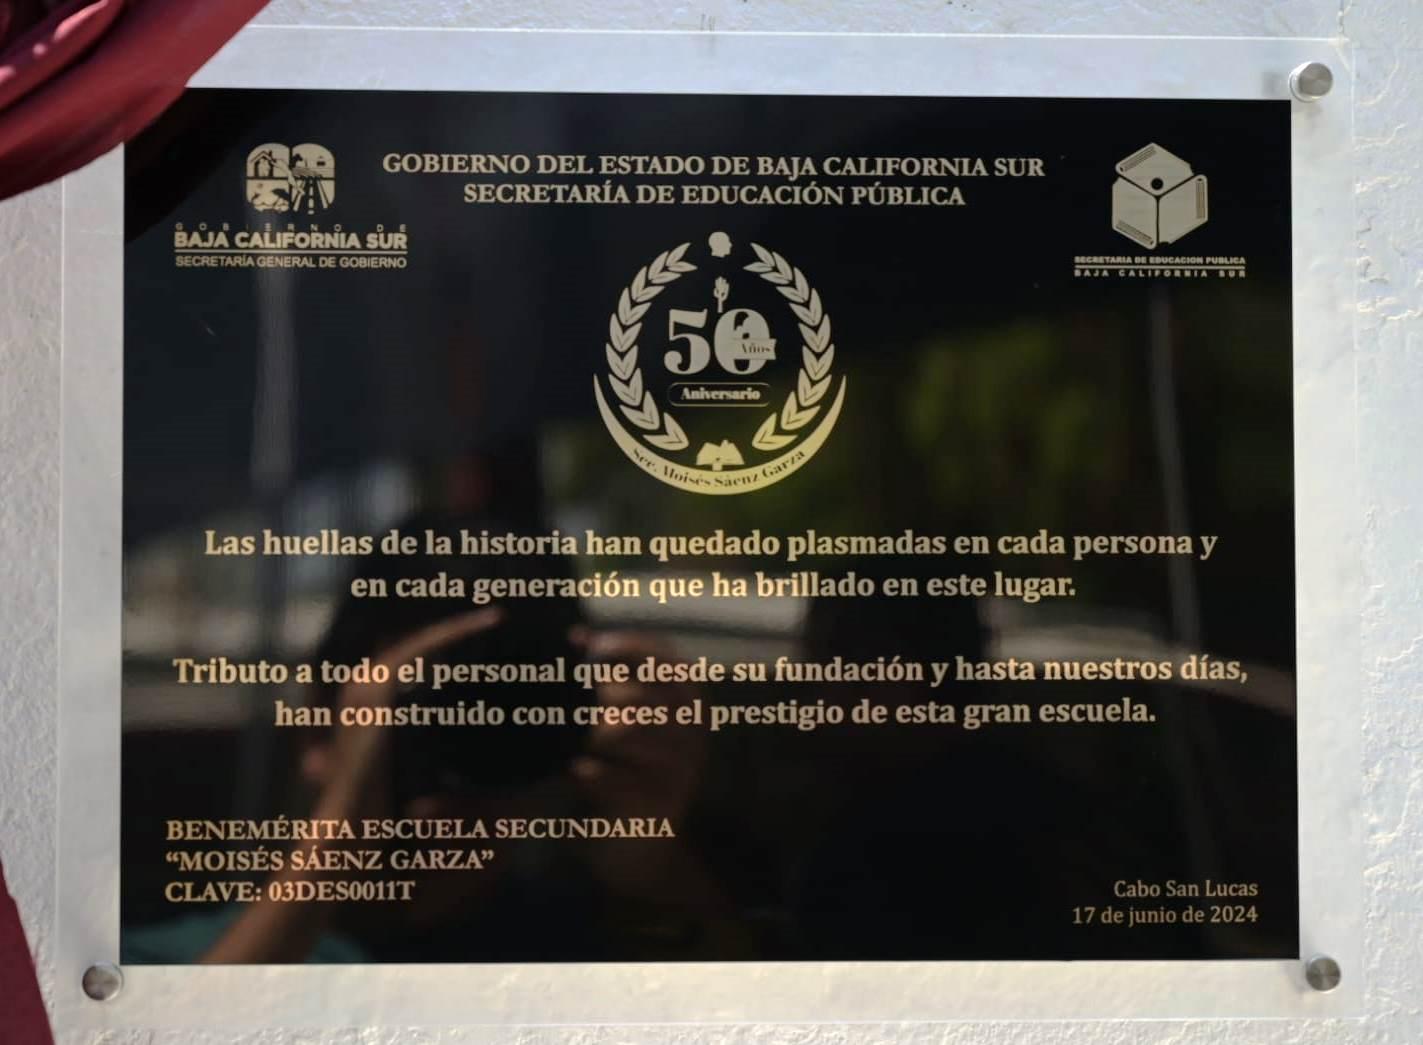 GOBIERNO DEL ESTADO DE BAJA CALIFORNIA SUR
SECRETARÍA DE EDUCACIÓN PÚBLICA
GOBIERNO DE
BAJA CALIFORNIA SUR
SECRETARÍA GENERAL DE GOBIERNO
SECRETARIA DE EDUCACION PUBLICA
BAJA CALIFORNIA SUR
50
Años
Aniversario
Sec. Moisés Sáenz Garza
Las huellas de la historia han quedado plasmadas en cada persona y
en cada generación que ha brillado en este lugar.
Tributo a todo el personal que desde su fundación y hasta nuestros días,
han construido con creces el prestigio de esta gran escuela.
BENEMÉRITA ESCUELA SECUNDARIA
“MOISÉS SÁENZ GARZA”
CLAVE: 03DES0011T
Cabo San Lucas
17 de junio de 2024